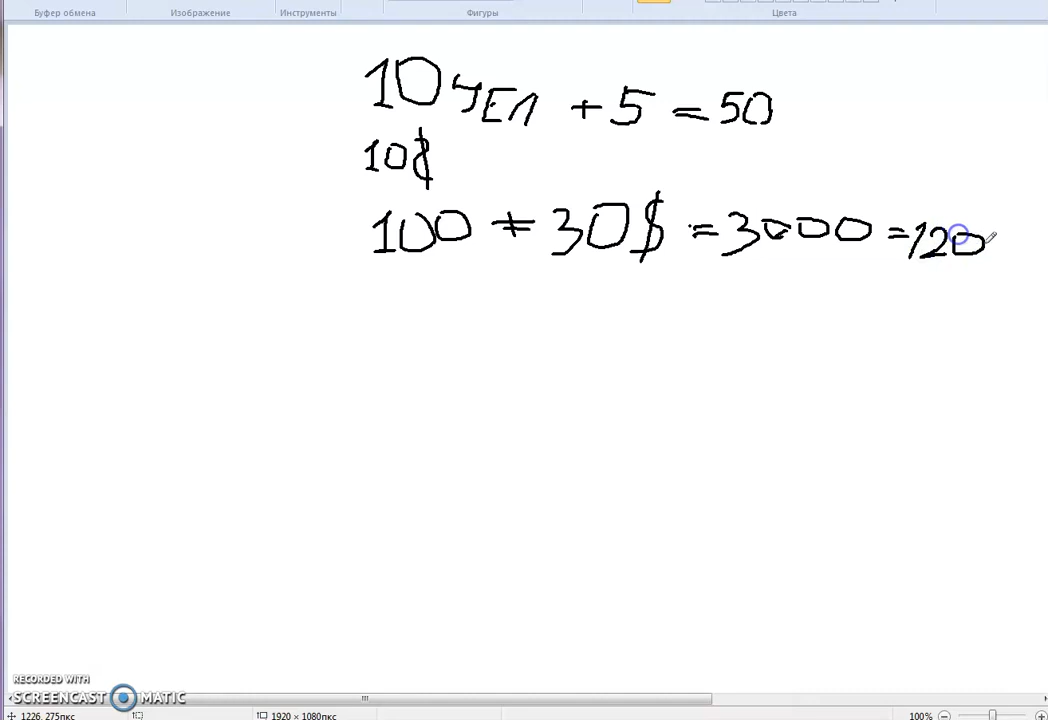 Буфер обмена Изображение Инструменты Фигуры Цвета
10 ЧЕЛ + 5 = 50
10$
100 + 30$ = 3000 = 120
RECORDED WITH
SCREENCAST MATIC
1226, 275пкс 1920 × 1080пкс 100%